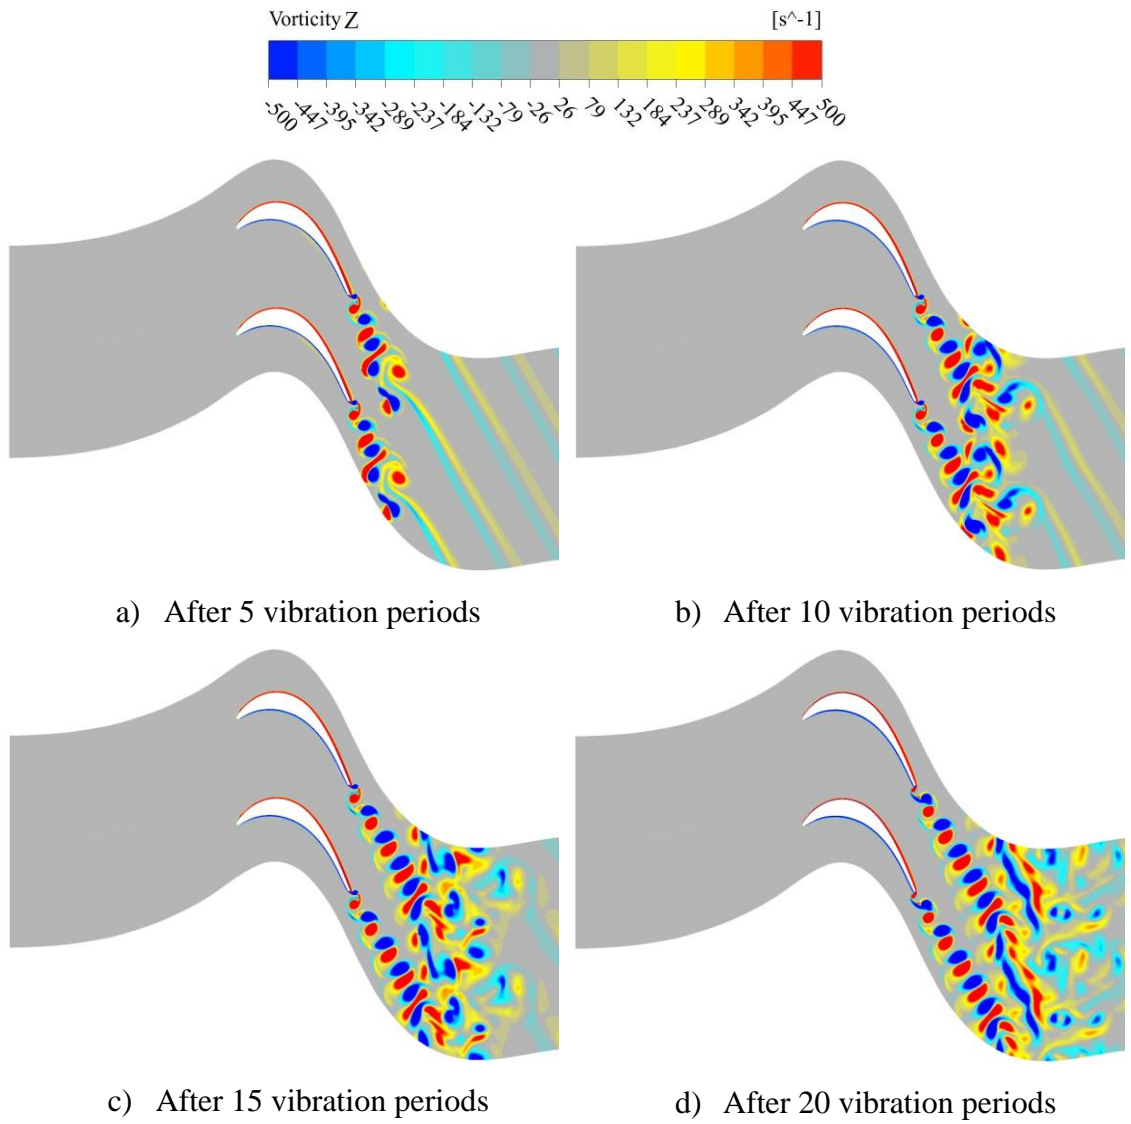 Vorticity Z [s^-1]
-500 -447 -395 -342 -289 -237 -184 -132 -79 -26 26 79 132 184 237 289 342 395 447 500
a) After 5 vibration periods b) After 10 vibration periods
c) After 15 vibration periods d) After 20 vibration periods